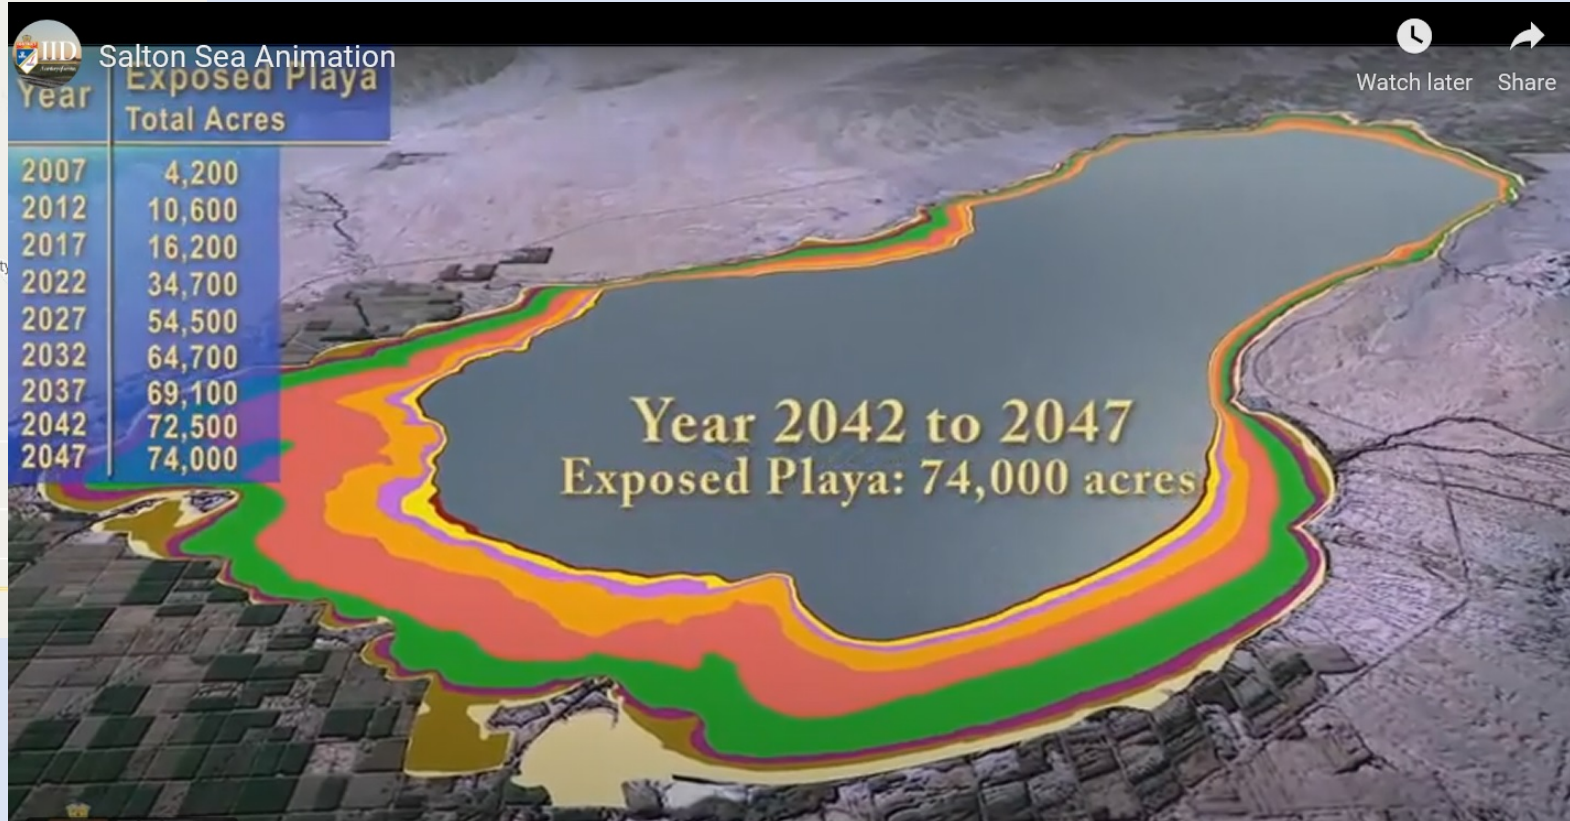 IID
Salton Sea Animation
Watch later
Share
Year
Exposed Playa
Total Acres
2007 4,200
2012 10,600
2017 16,200
2022 34,700
2027 54,500
2032 64,700
2037 69,100
2042 72,500
2047 74,000
Year 2042 to 2047
Exposed Playa: 74,000 acres